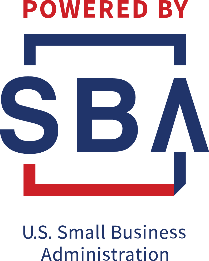 POWERED BY
SBA
U.S. Small Business
Administration